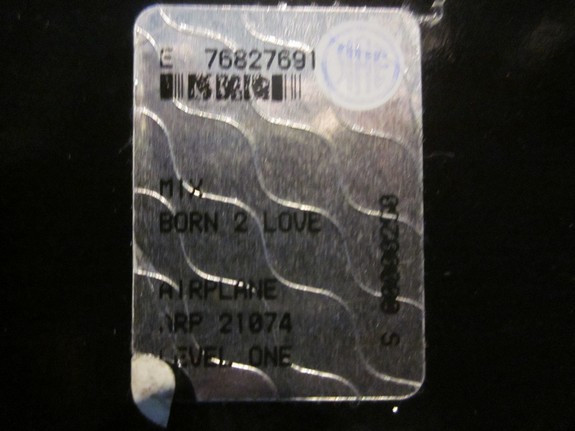 E 76827691
MIX
BORN 2 LOVE
AIRPLANE
ARP 21074
LEVEL ONE